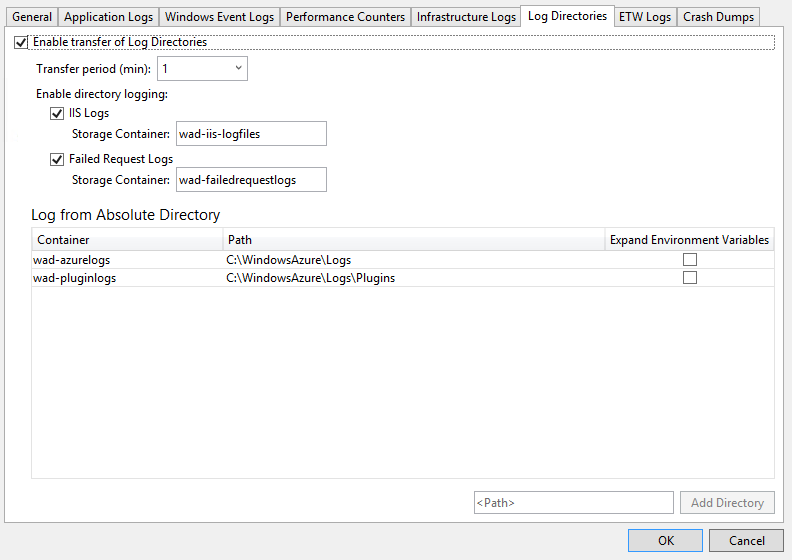 General Application Logs Windows Event Logs Performance Counters Infrastructure Logs Log Directories ETW Logs Crash Dumps
Enable transfer of Log Directories
Transfer period (min): 1
Enable directory logging:
IIS Logs
Storage Container: wad-iis-logfiles
Failed Request Logs
Storage Container: wad-failedrequestlogs
Log from Absolute Directory
Container Path Expand Environment Variables
wad-azurelogs C:\WindowsAzure\Logs
wad-pluginlogs C:\WindowsAzure\Logs\Plugins
<Path> Add Directory
OK Cancel